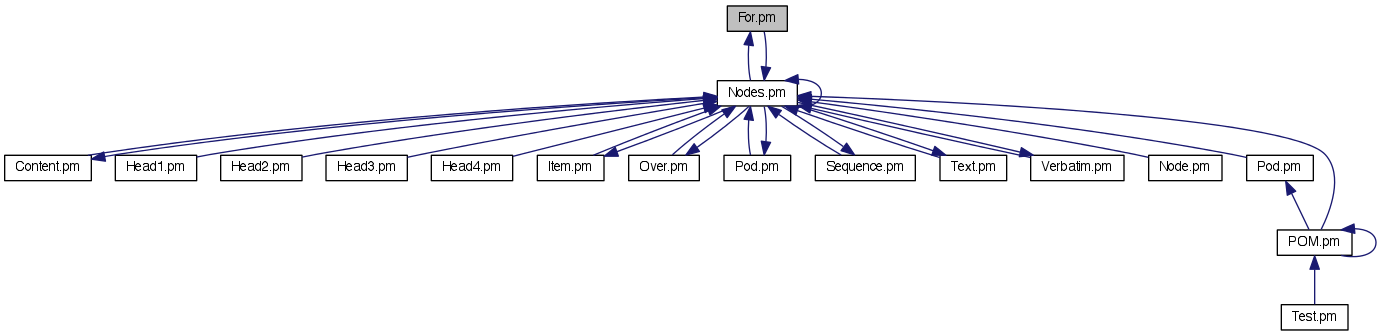 For.pm
Nodes.pm
Content.pm
Head1.pm
Head2.pm
Head3.pm
Head4.pm
Item.pm
Over.pm
Pod.pm
Sequence.pm
Text.pm
Verbatim.pm
Node.pm
Pod.pm
POM.pm
Test.pm